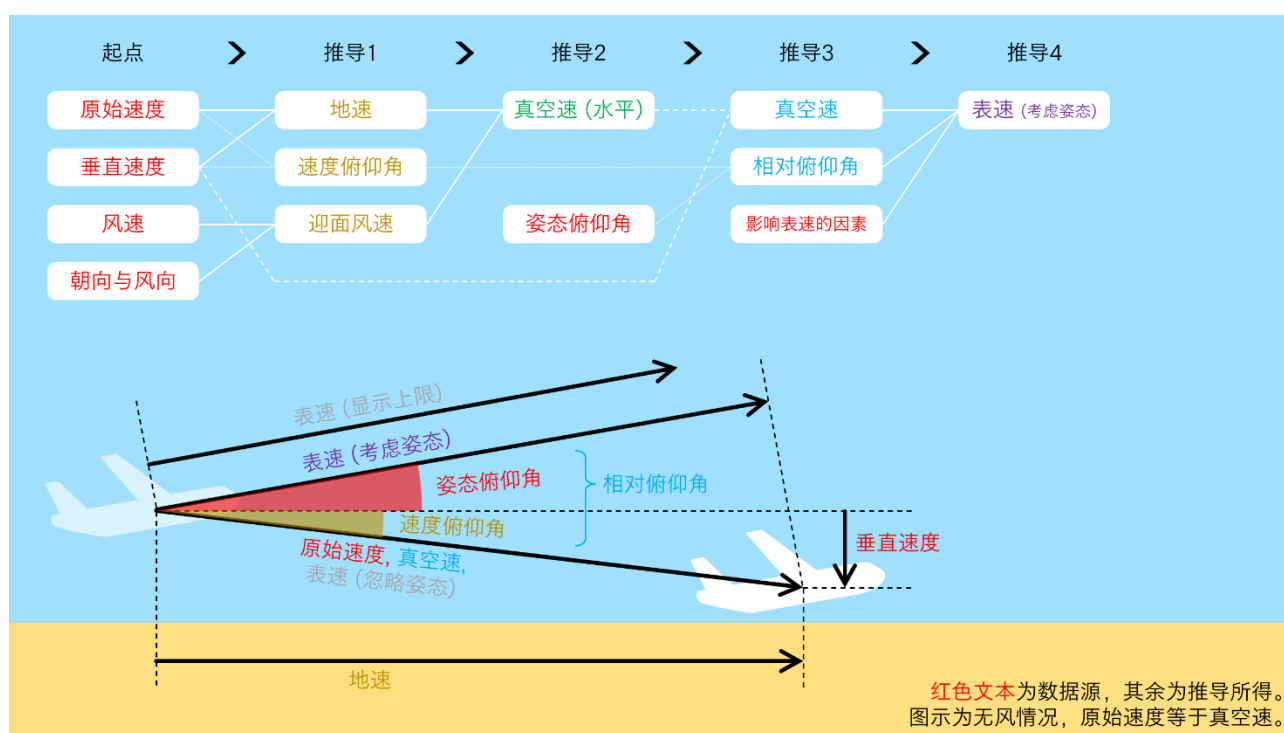 起点
推导1
推导2
推导3
推导4
原始速度
地速
真空速 (水平)
真空速
表速 (考虑姿态)
垂直速度
速度俯仰角
相对俯仰角
风速
迎面风速
姿态俯仰角
影响表速的因素
朝向与风向
表速 (显示上限)
表速 (考虑姿态)
姿态俯仰角
相对俯仰角
速度俯仰角
原始速度, 真空速,
表速 (忽略姿态)
垂直速度
地速
红色文本为数据源，其余为推导所得。
图示为无风情况，原始速度等于真空速。